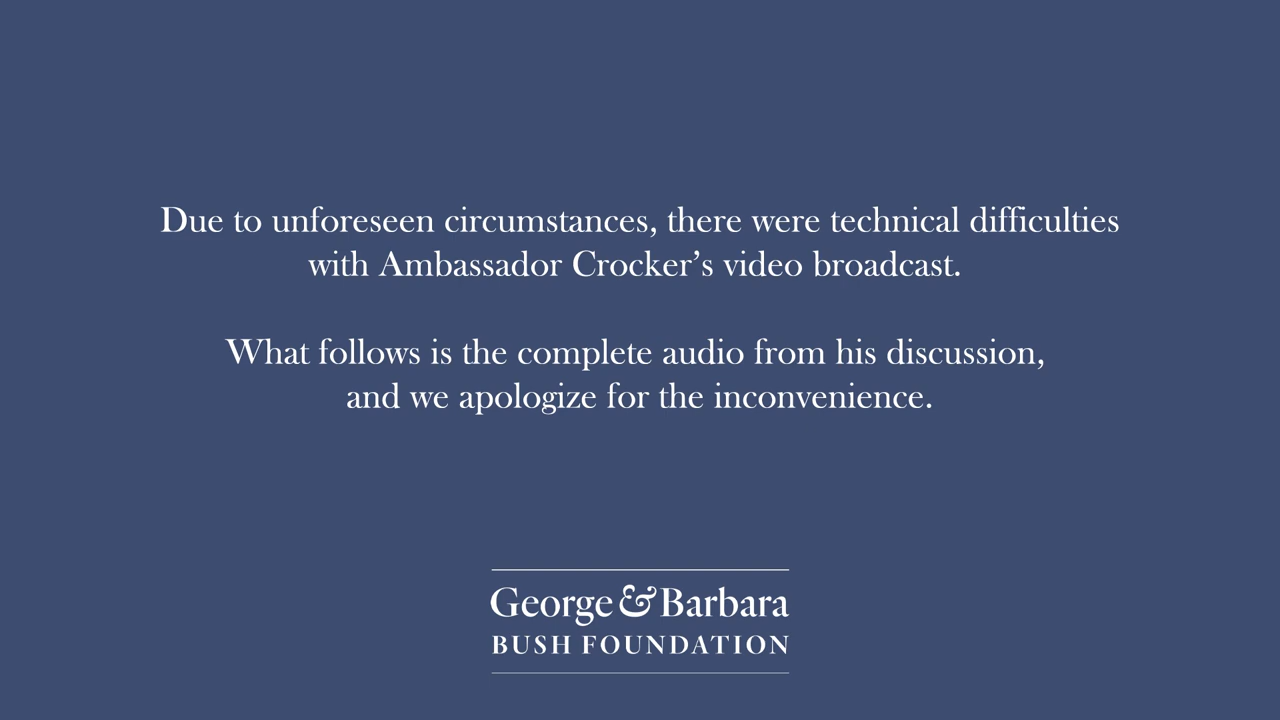 Due to unforeseen circumstances, there were technical difficulties
with Ambassador Crocker’s video broadcast.
What follows is the complete audio from his discussion,
and we apologize for the inconvenience.
George & Barbara
BUSH FOUNDATION